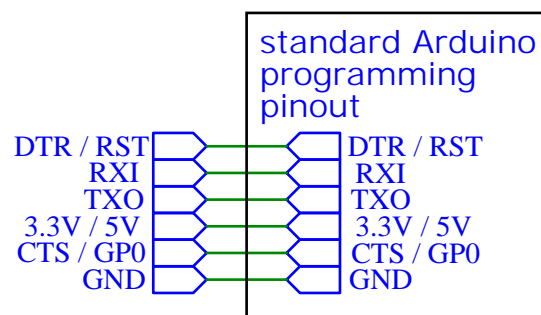 standard Arduino
programming
pinout
DTR / RST DTR / RST
RXI RXI
TXO TXO
3.3V / 5V 3.3V / 5V
CTS / GP0 CTS / GP0
GND GND